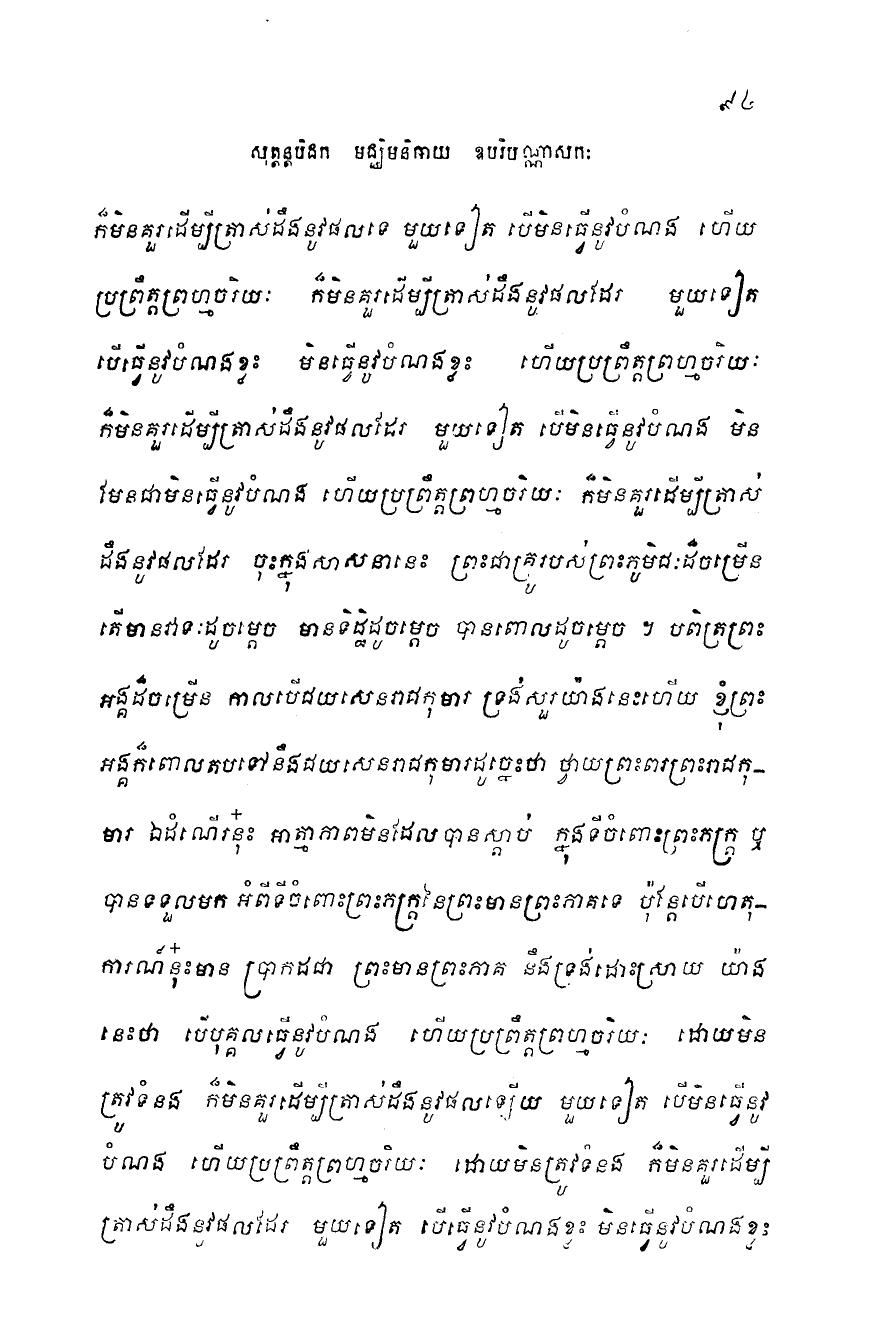 ៩៤
សុត្តន្តបិដក មជ្ឈិមនិកាយ ឧបរិបណ្ណាសកៈ
ក៏មិនគួរដើម្បីត្រាស់ដឹងនូវផលទេ មួយទៀត បើមិនធ្វើនូវបំណង ហើយ
ប្រព្រឹត្តព្រហ្មចរិយៈ ក៏មិនគួរដើម្បីត្រាស់ដឹងនូវផលដែរ មួយទៀត
បើធ្វើនូវបំណងខ្លះ មិនធ្វើនូវបំណងខ្លះ ហើយប្រព្រឹត្តព្រហ្មចរិយៈ
ក៏មិនគួរដើម្បីត្រាស់ដឹងនូវផលដែរ មួយទៀត បើមិនធ្វើនូវបំណង មិន
មែនជាមិនធ្វើនូវបំណង ហើយប្រព្រឹត្តព្រហ្មចរិយៈ ក៏មិនគួរដើម្បីត្រាស់
ដឹងនូវផលដែរ ចុះក្នុងសាសនានេះ ព្រះជាគ្រូរបស់ព្រះភូមិជៈដ៏ចម្រើន
តើមានវាទៈដូចម្តេច មានទិដ្ឋិដូចម្តេច បានពោលដូចម្តេច ។ បពិត្រព្រះ
អង្គដ៏ចម្រើន កាលបើជយសេនរាជកុមារ ទ្រង់សួរយ៉ាងនេះហើយ ខ្ញុំព្រះ
អង្គក៏ពោលតបទៅនឹងជយសេនរាជកុមារដូច្នេះថា ថ្វាយព្រះពរព្រះរាជកុ-
មារ ឯដំណើរនុ៎ះ អាត្មាភាពមិនដែលបានស្តាប់ ក្នុងទីចំពោះព្រះភក្ត្រ ឬ
បានទទួលមក អំពីទីចំពោះព្រះភក្ត្រនៃព្រះមានព្រះភាគទេ ប៉ុន្តែបើហេតុ-
ការណ៍នុ៎ះមាន ប្រាកដជា ព្រះមានព្រះភាគ នឹងទ្រង់ដោះស្រាយ យ៉ាង
នេះថា បើបុគ្គលធ្វើនូវបំណង ហើយប្រព្រឹត្តព្រហ្មចរិយៈ ដោយមិន
ត្រូវទំនង ក៏មិនគួរដើម្បីត្រាស់ដឹងនូវផលឡើយ មួយទៀត បើមិនធ្វើនូវ
បំណង ហើយប្រព្រឹត្តព្រហ្មចរិយៈ ដោយមិនត្រូវទំនង ក៏មិនគួរដើម្បី
ត្រាស់ដឹងនូវផលដែរ មួយទៀត បើធ្វើនូវបំណងខ្លះ មិនធ្វើនូវបំណងខ្លះ